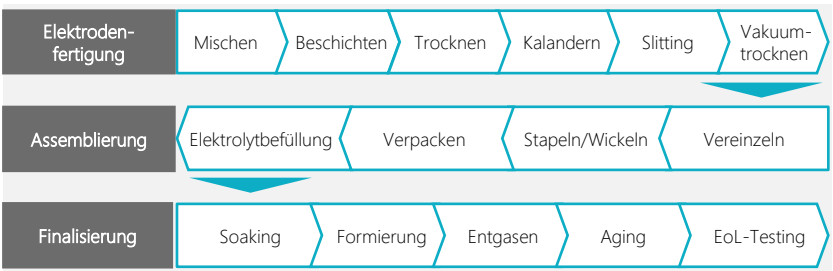 Elektroden-
fertigung
Mischen
Beschichten
Trocknen
Kalandern
Slitting
Vakuum-
trocknen
Assemblierung
Elektrolytbefüllung
Verpacken
Stapeln/Wickeln
Vereinzeln
Finalisierung
Soaking
Formierung
Entgasen
Aging
EoL-Testing